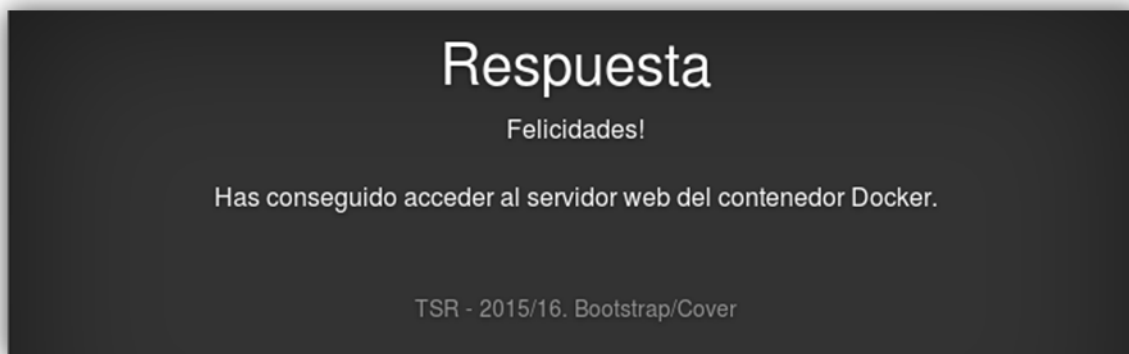 Respuesta
Felicidades!
Has conseguido acceder al servidor web del contenedor Docker.
TSR - 2015/16. Bootstrap/Cover